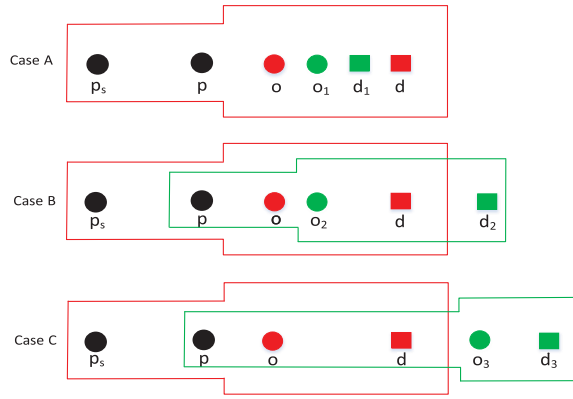 Case A
pₛ p o o₁ d₁ d
Case B
pₛ p o o₂ d d₂
Case C
pₛ p o d o₃ d₃